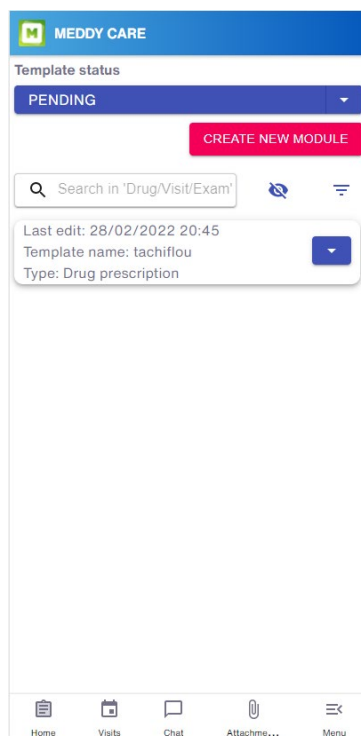 M MEDDY CARE
Template status
PENDING
CREATE NEW MODULE
Search in 'Drug/Visit/Exam'
Last edit: 28/02/2022 20:45
Template name: tachiflou
Type: Drug prescription
Home Visits Chat Attachme... Menu